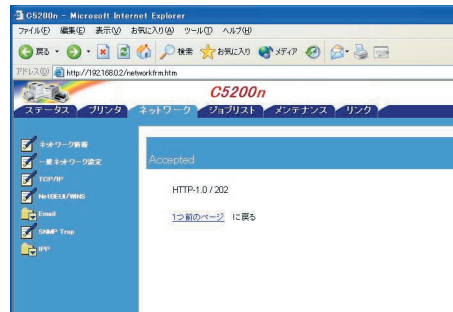 C5200n - Microsoft Internet Explorer
ファイル(F) 編集(E) 表示(V) お気に入り(A) ツール(T) ヘルプ(H)
戻る 検索 お気に入り メディア
アドレス(D) http://192.168.0.2/networkfrm.htm
C5200n
ステータス プリンタ ネットワーク ジョブリスト メンテナンス リンク
ネットワーク情報
一般ネットワーク設定
TCP/IP
NetBEUI/WINS
Email
SNMP Trap
IPP
Accepted
HTTP-1.0 / 202
1つ前のページ に戻る